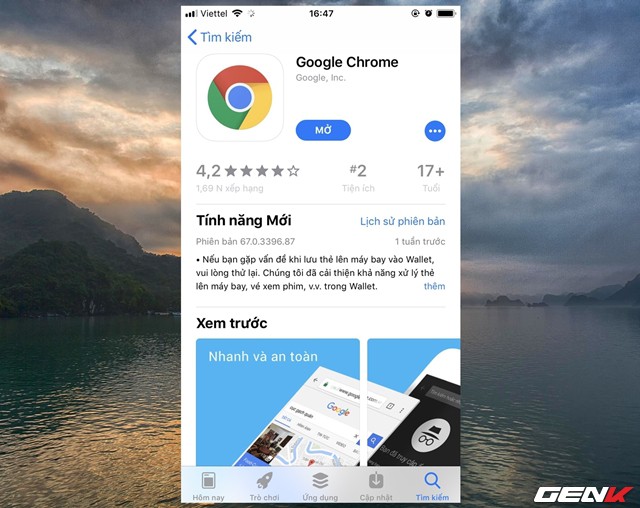 Viettel
16:47
Tìm kiếm
Google Chrome
Google, Inc.
MỞ
4,2
#2
17+
1,69 N xếp hạng
Tiện ích
Tuổi
Tính năng Mới
Lịch sử phiên bản
Phiên bản 67.0.3396.87
1 tuần trước
• Nếu bạn gặp vấn đề khi lưu thẻ lên máy bay vào Wallet,
vui lòng thử lại. Chúng tôi đã cải thiện khả năng xử lý thẻ
lên máy bay, vé xem phim, v.v. trong Wallet.
thêm
Xem trước
Nhanh và an toàn
Google
Hôm nay
Trò chơi
Ứng dụng
Cập nhật
Tìm kiếm
GENK